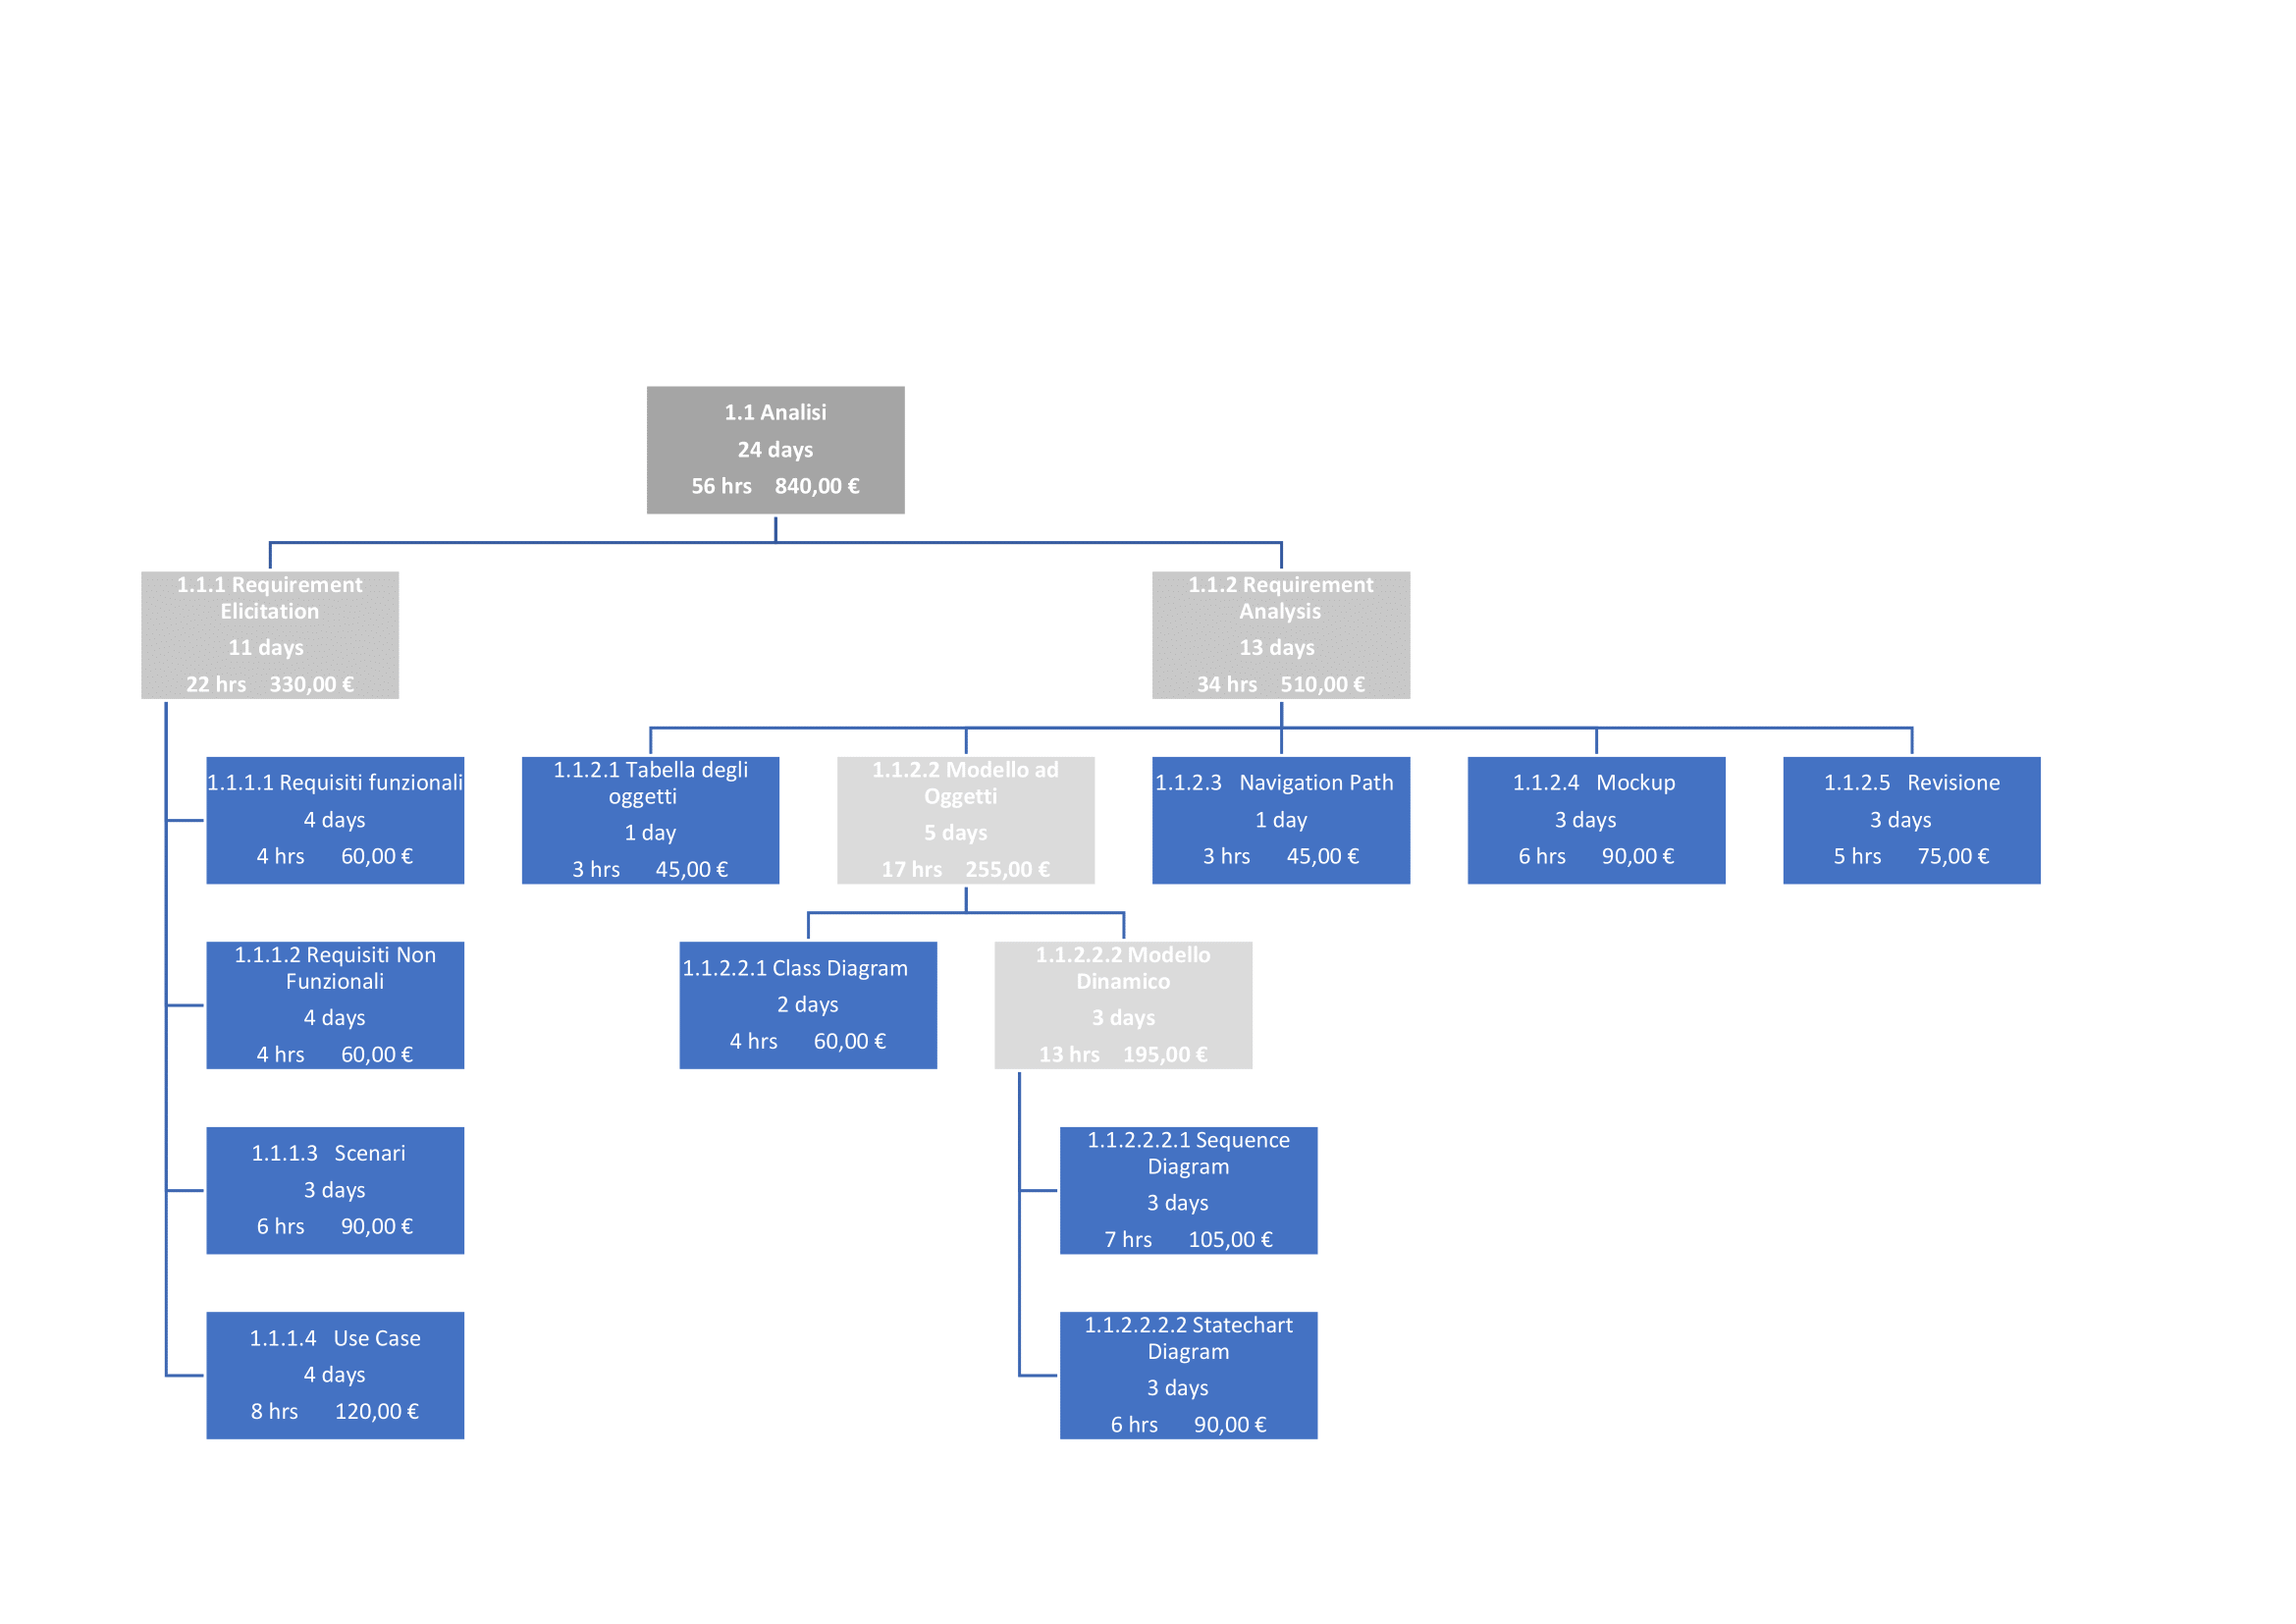 1.1 Analisi
24 days
56 hrs 840,00 €
1.1.1 Requirement
Elicitation
11 days
22 hrs 330,00 €
1.1.2 Requirement
Analysis
13 days
34 hrs 510,00 €
1.1.1.1 Requisiti funzionali
4 days
4 hrs 60,00 €
1.1.1.2 Requisiti Non
Funzionali
4 days
4 hrs 60,00 €
1.1.1.3 Scenari
3 days
6 hrs 90,00 €
1.1.1.4 Use Case
4 days
8 hrs 120,00 €
1.1.2.1 Tabella degli
oggetti
1 day
3 hrs 45,00 €
1.1.2.2 Modello ad
Oggetti
5 days
17 hrs 255,00 €
1.1.2.2.1 Class Diagram
2 days
4 hrs 60,00 €
1.1.2.2.2 Modello
Dinamico
3 days
13 hrs 195,00 €
1.1.2.2.2.1 Sequence
Diagram
3 days
7 hrs 105,00 €
1.1.2.2.2.2 Statechart
Diagram
3 days
6 hrs 90,00 €
1.1.2.3 Navigation Path
1 day
3 hrs 45,00 €
1.1.2.4 Mockup
3 days
6 hrs 90,00 €
1.1.2.5 Revisione
3 days
5 hrs 75,00 €